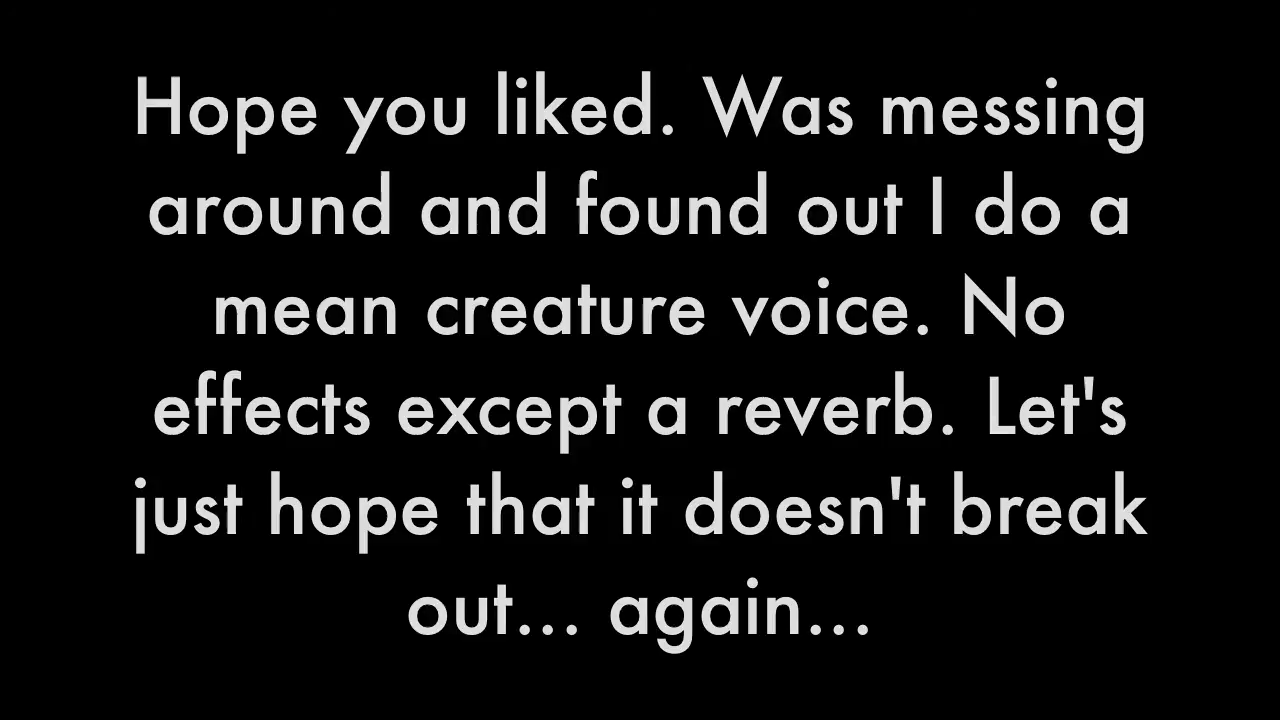 Hope you liked. Was messing
around and found out I do a
mean creature voice. No
effects except a reverb. Let's
just hope that it doesn't break
out... again...